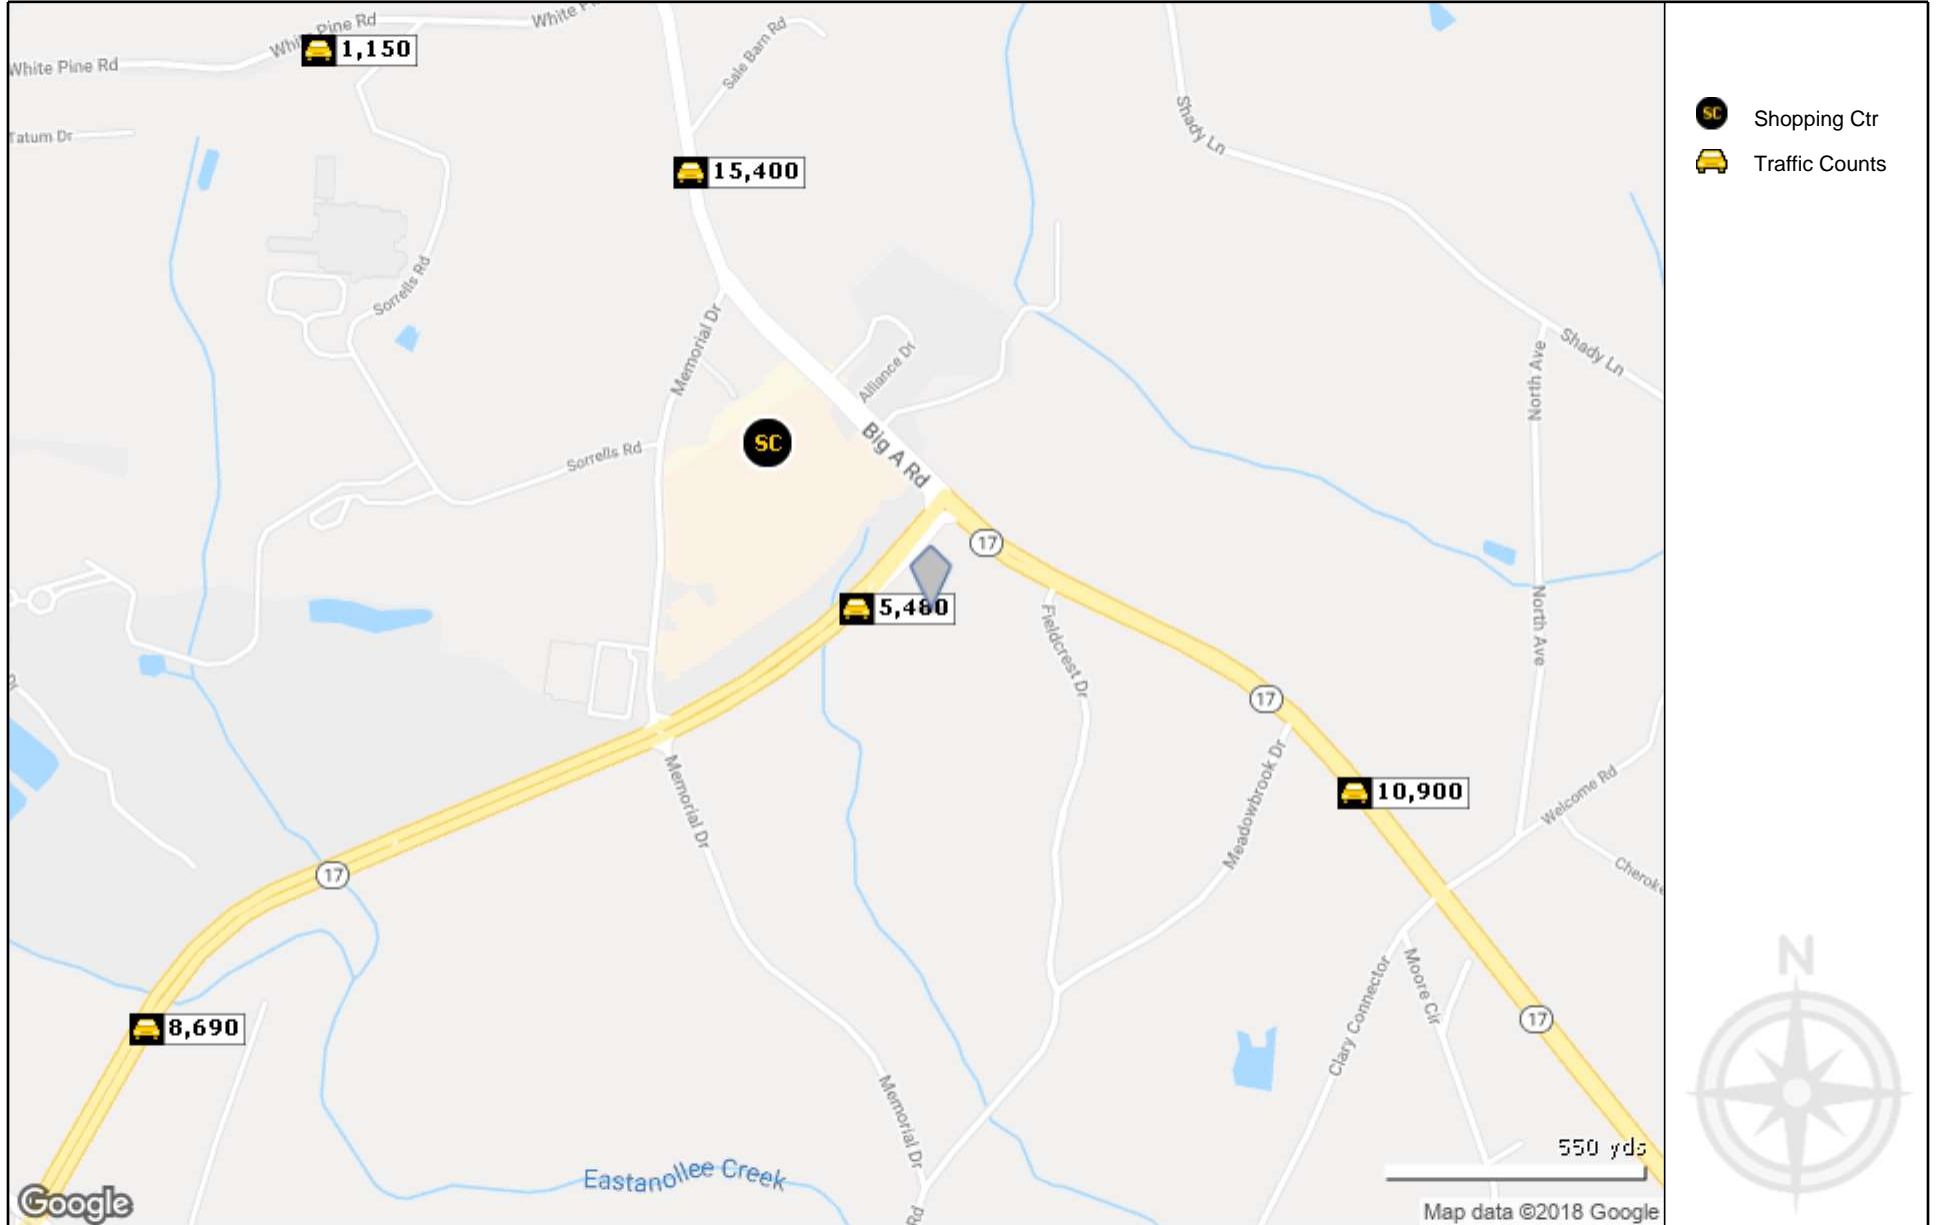 White Pine Rd
White Pine Rd
1,150
Sale Barn Rd
Tatum Dr
SC
Shopping Ctr
Traffic Counts
15,400
Shady Ln
Sorrells Rd
Memorial Dr
Alliance Dr
North Ave
Shady Ln
SC
Big A Rd
Sorrells Rd
17
5,480
Fieldcrest Dr
North Ave
17
Memorial Dr
Meadowbrook Dr
10,900
Welcome Rd
17
Cheroke
N
Clary Connector
Moore Cir
17
8,690
Memorial Dr
550 yds
Eastanollee Creek
Google
Rd
Map data ©2018 Google